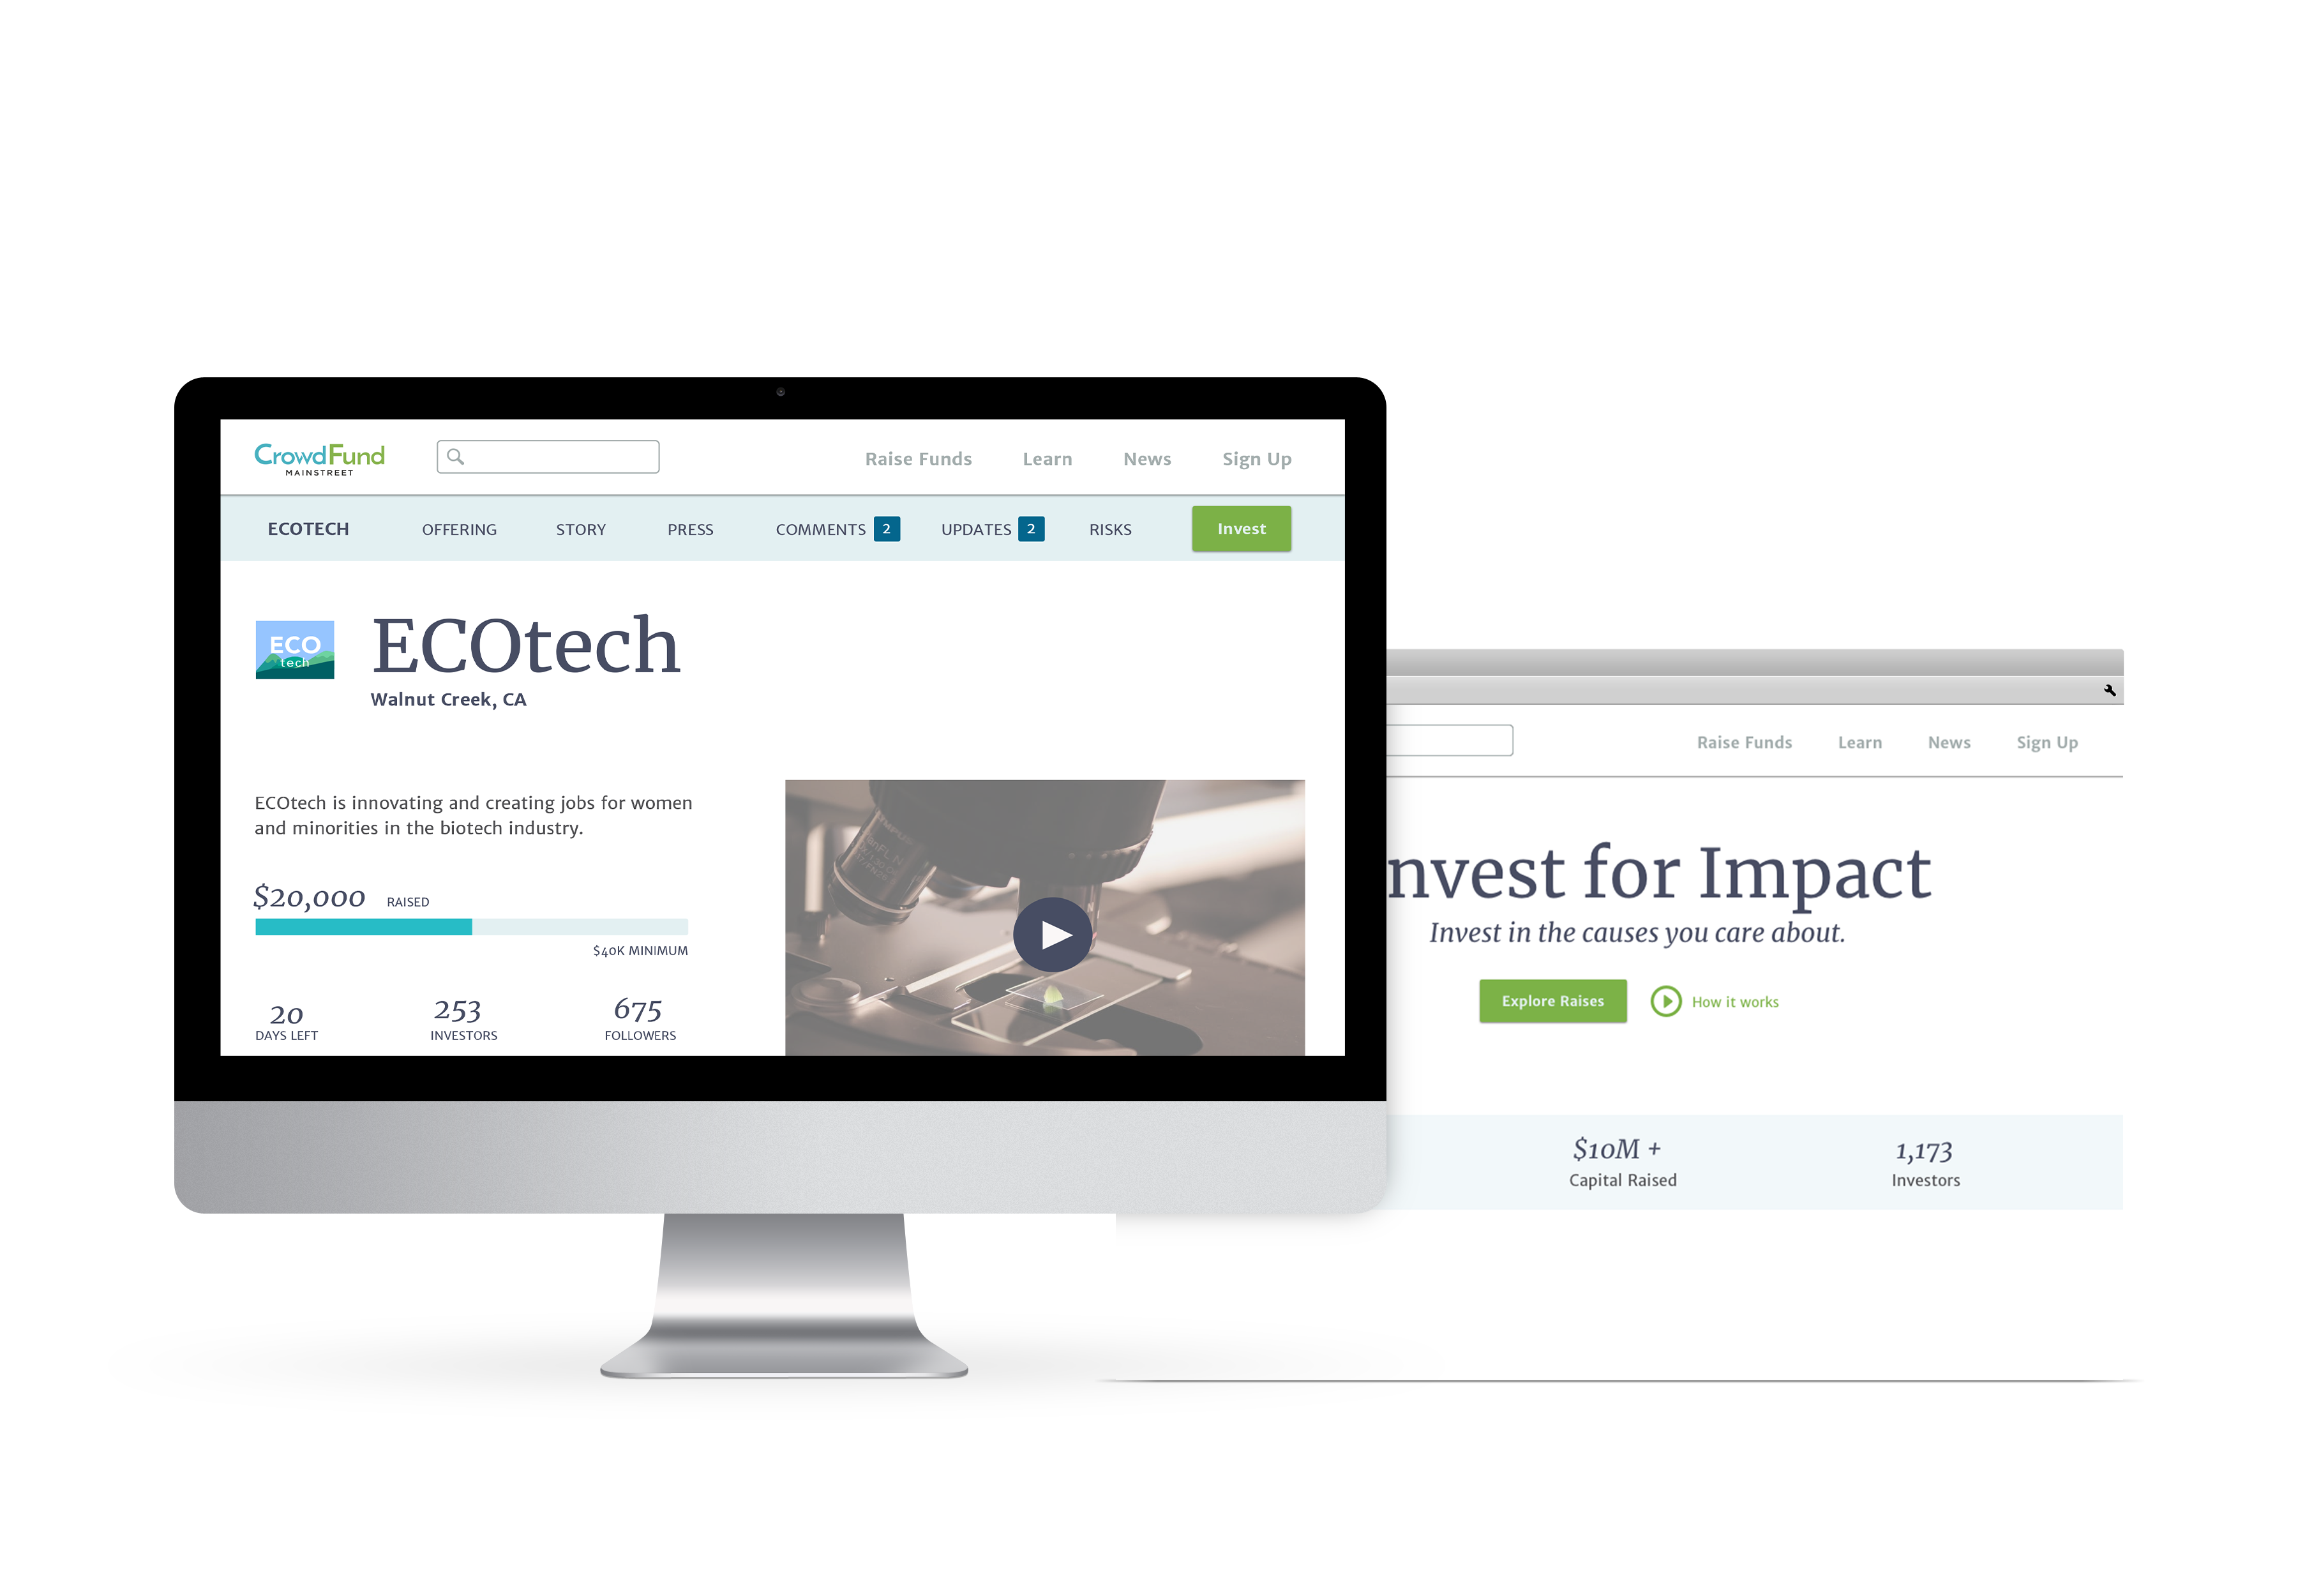 CrowdFund
MAINSTREET
Raise Funds Learn News Sign Up
ECOTECH OFFERING STORY PRESS COMMENTS 2 UPDATES 2 RISKS Invest
ECO
tech
ECOtech
Walnut Creek, CA
ECOtech is innovating and creating jobs for women
and minorities in the biotech industry.
$20,000 RAISED
$40K MINIMUM
20 253 675
DAYS LEFT INVESTORS FOLLOWERS
Raise Funds Learn News Sign Up
nvest for Impact
Invest in the causes you care about.
Explore Raises How it works
$10M + 1,173
Capital Raised Investors